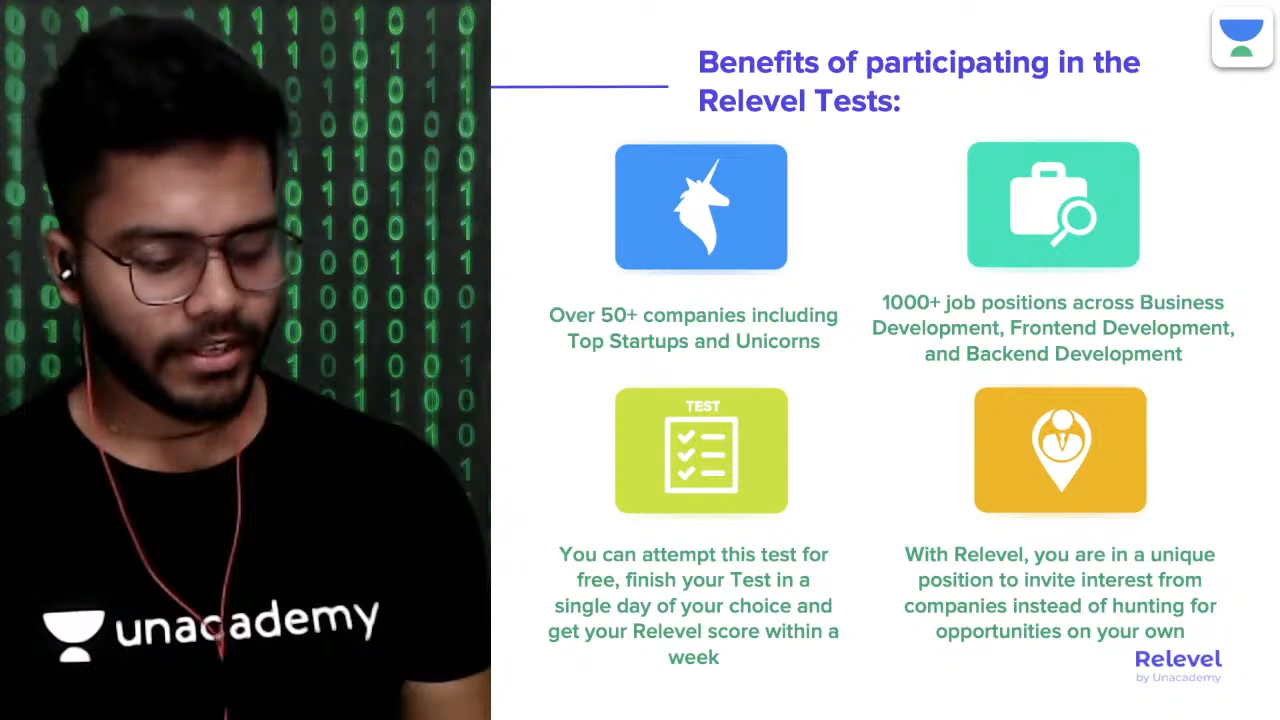 Benefits of participating in the
Relevel Tests:
Over 50+ companies including
Top Startups and Unicorns
1000+ job positions across Business
Development, Frontend Development,
and Backend Development
TEST
You can attempt this test for
free, finish your Test in a
single day of your choice and
get your Relevel score within a
week
With Relevel, you are in a unique
position to invite interest from
companies instead of hunting for
opportunities on your own
Relevel
by Unacademy
unacademy